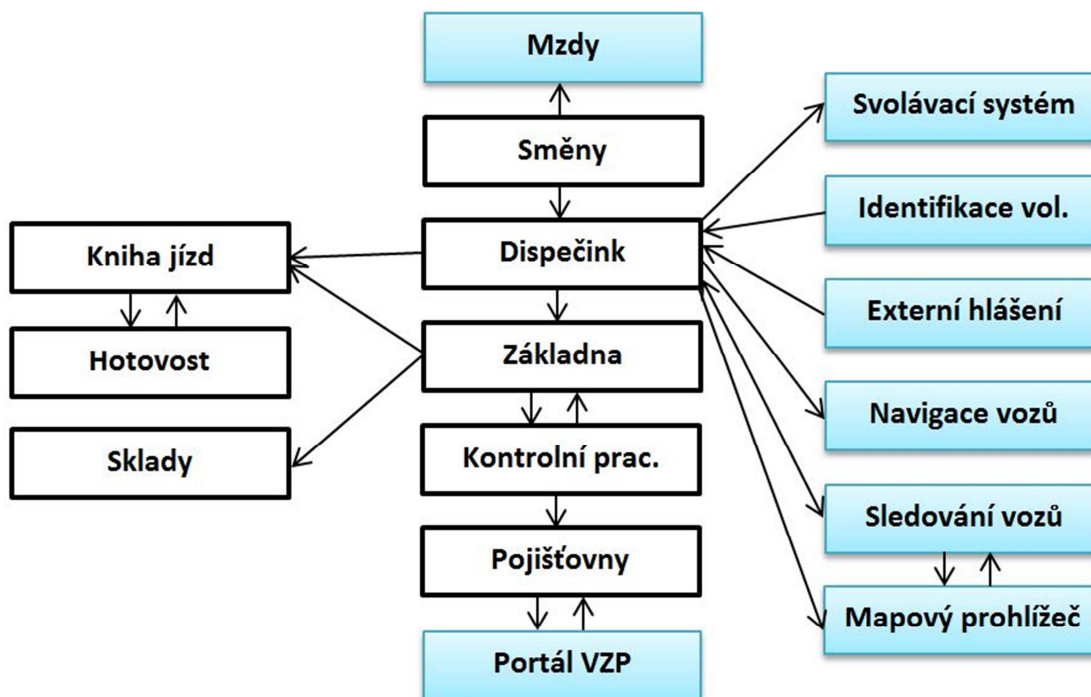 Mzdy
Směny
Dispečink
Základna
Kontrolní prac.
Pojišťovny
Portál VZP
Kniha jízd
Hotovost
Sklady
Svolávací systém
Identifikace vol.
Externí hlášení
Navigace vozů
Sledování vozů
Mapový prohlížeč